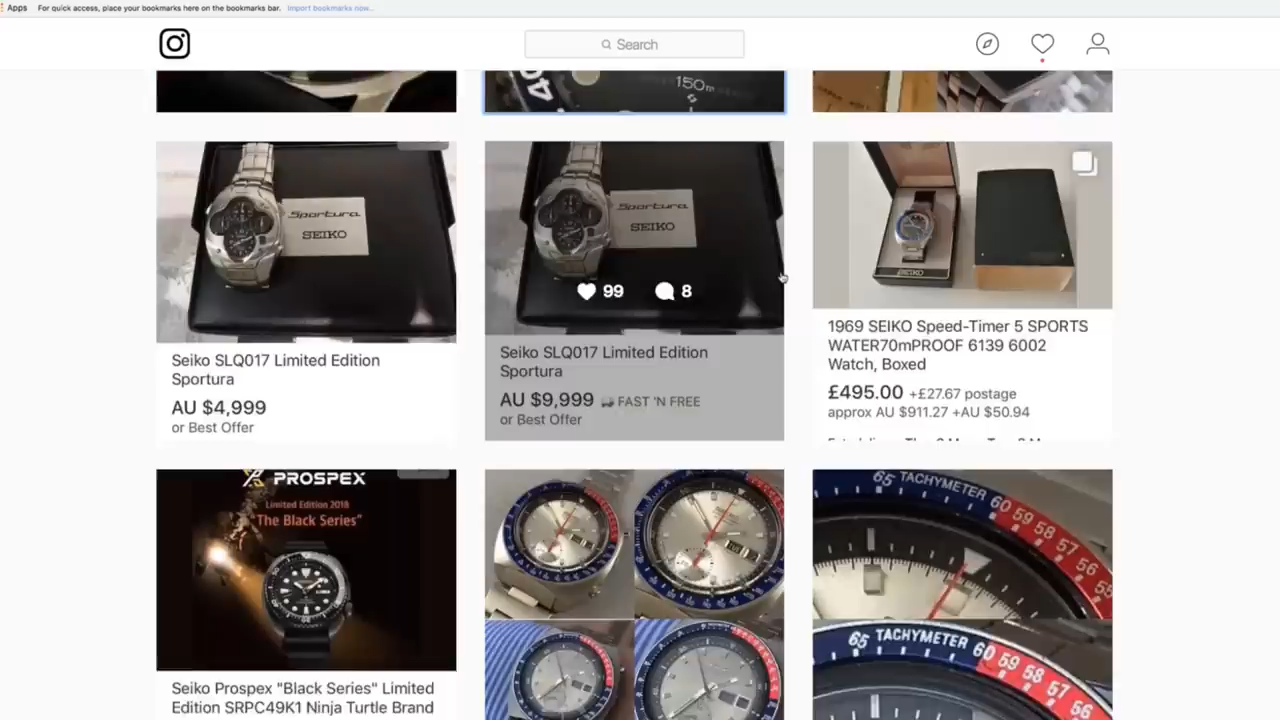 Apps For quick access, place your bookmarks here on the bookmarks bar. Import bookmarks now...
Search
40
150m
Sportura
SEIKO
Seiko SLQ017 Limited Edition
Sportura
AU $4,999
or Best Offer
Sportura
SEIKO
99 8
Seiko SLQ017 Limited Edition
Sportura
AU $9,999 FAST 'N FREE
or Best Offer
SEIKO
1969 SEIKO Speed-Timer 5 SPORTS
WATER70mPROOF 6139 6002
Watch, Boxed
£495.00 +£27.67 postage
approx AU $911.27 +AU $50.94
PROSPEX
Limited Edition 2018
"The Black Series"
Seiko Prospex "Black Series" Limited
Edition SRPC49K1 Ninja Turtle Brand
65 TACHYMETER 60 59 58 57 56 55
65 TACHYMETER 60 59 58 57 56